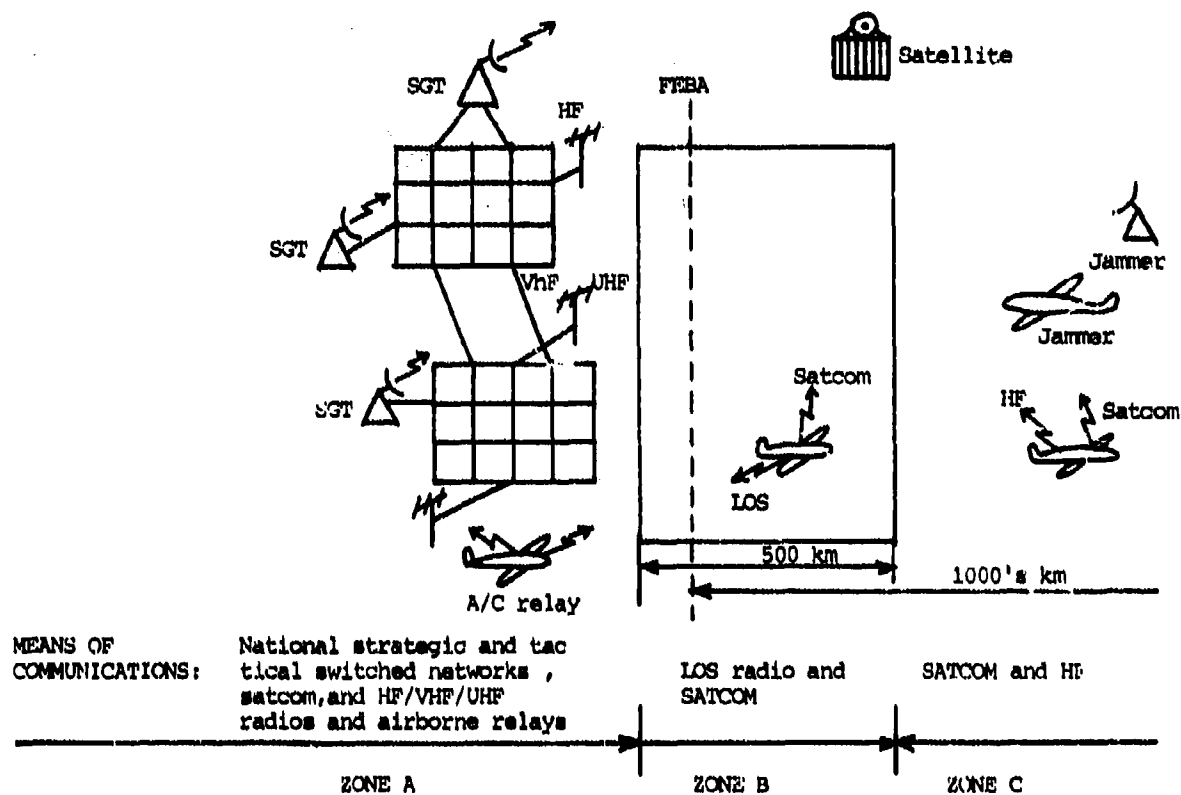 Satellite
SGT
FEBA
HF
SGT
Jammer
VhF
UHF
Jammer
Satcom
SGT
HF
Satcom
LOS
500 km
1000's km
A/C relay
MEANS OF
COMMUNICATIONS:
National strategic and tac
tical switched networks ,
satcom,and HF/VHF/UHF
radios and airborne relays
LOS radio and
SATCOM
SATCOM and HF
ZONE A
ZONE B
ZONE C